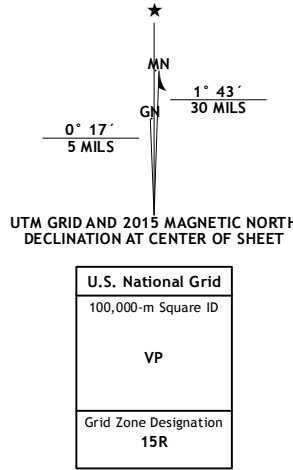 MN
GN
1° 43´
30 MILS
0° 17´
5 MILS
UTM GRID AND 2015 MAGNETIC NORTH
DECLINATION AT CENTER OF SHEET
U.S. National Grid
100,000-m Square ID
VP
Grid Zone Designation
15R